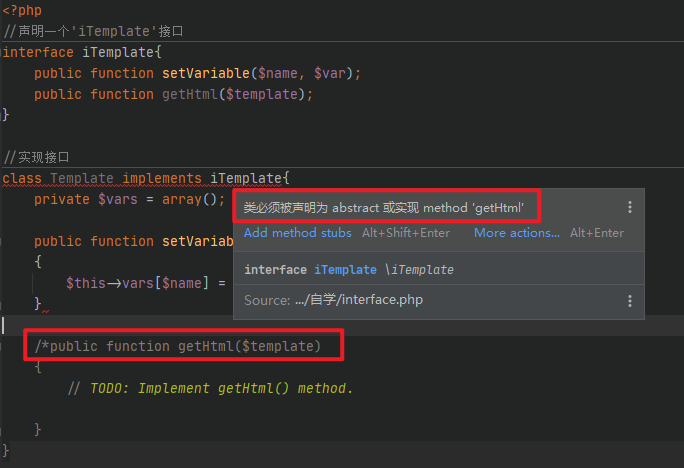 <?php
//声明一个'iTemplate'接口
interface iTemplate{
public function setVariable($name, $var);
public function getHtml($template);
}
//实现接口
class Template implements iTemplate{
private $vars = array();
类必须被声明为 abstract 或实现 method 'getHtml'
public function setVariab
Add method stubs Alt+Shift+Enter More actions... Alt+Enter
{
interface iTemplate \iTemplate
$this->vars[$name] =
Source: .../自学/interface.php
}
/*public function getHtml($template)
{
// TODO: Implement getHtml() method.
}
}